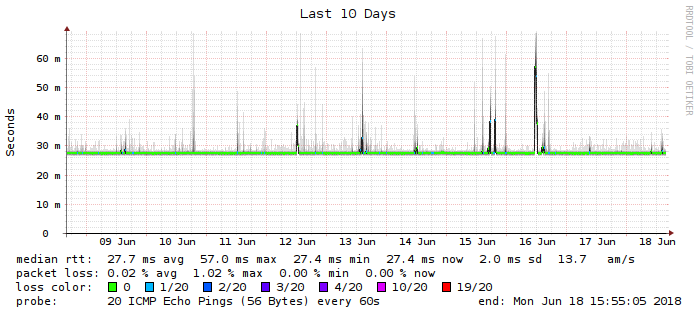 Last 10 Days
RRDTOOL / TOBI OETIKER
Seconds
60 m
50 m
40 m
30 m
20 m
10 m
0
09 Jun 10 Jun 11 Jun 12 Jun 13 Jun 14 Jun 15 Jun 16 Jun 17 Jun 18 Jun
median rtt: 27.7 ms avg 57.0 ms max 27.4 ms min 27.4 ms now 2.0 ms sd 13.7 am/s
packet loss: 0.02 % avg 1.02 % max 0.00 % min 0.00 % now
loss color: 0 1/20 2/20 3/20 4/20 10/20 19/20
probe: 20 ICMP Echo Pings (56 Bytes) every 60s end: Mon Jun 18 15:55:05 2018